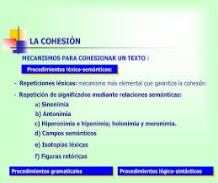 LA COHESIÓN
MECANISMOS PARA COHESIONAR UN TEXTO :
Procedimientos léxico-semánticos:
- Repeticiones léxicas: mecanismo más elemental que garantiza la cohesión.
- Repetición de significados mediante relaciones semánticas:
a) Sinonimia
b) Antonimia
c) Hiperonimia e hiponimia; holonimia y meronimia.
d) Campos semánticos
e) Isotopías léxicas
f) Figuras retóricas
Procedimientos gramaticales
Procedimientos lógico-sintácticos